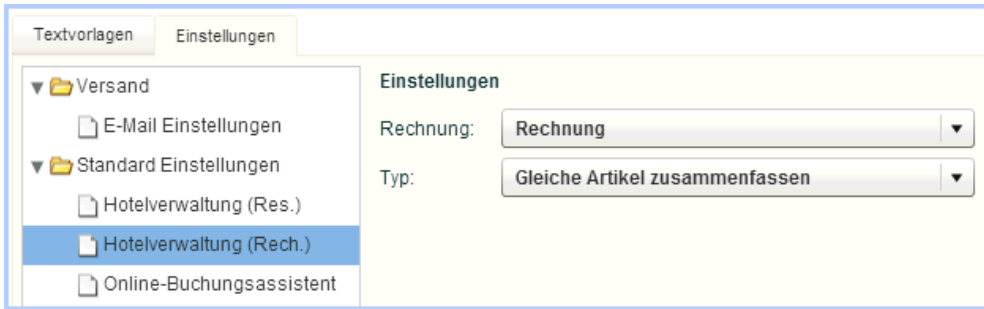 Textvorlagen Einstellungen
Versand
E-Mail Einstellungen
Standard Einstellungen
Hotelverwaltung (Res.)
Hotelverwaltung (Rech.)
Online-Buchungsassistent
Einstellungen
Rechnung: Rechnung
Typ: Gleiche Artikel zusammenfassen